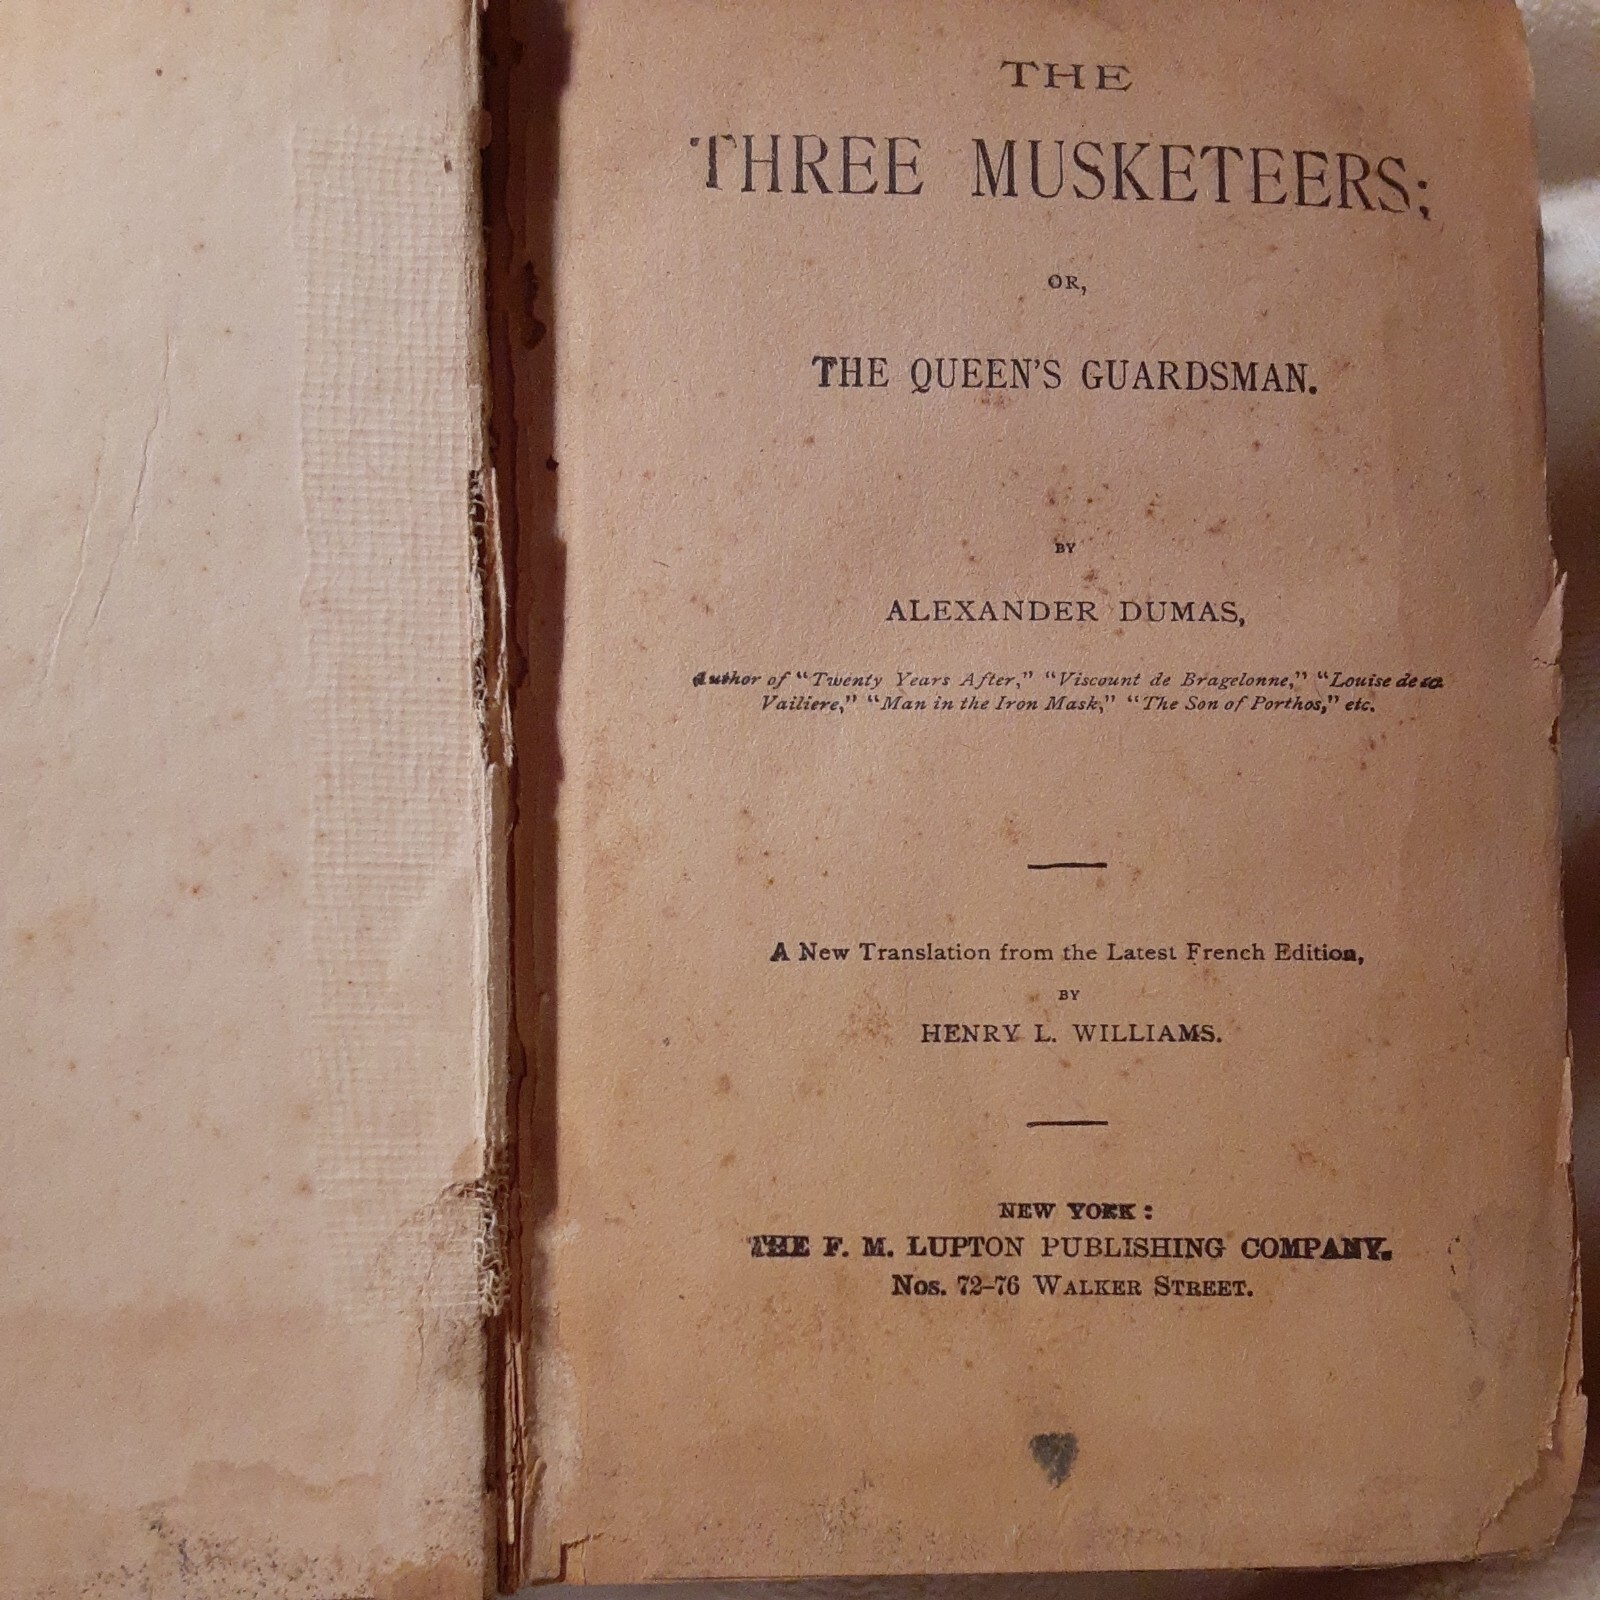 THE
THREE MUSKETEERS;
OR,
THE QUEEN'S GUARDSMAN.
BY
ALEXANDER DUMAS,
Author of "Twenty Years After," "Viscount de Bragelonne," "Louise de la
Valliere," "Man in the Iron Mask," "The Son of Porthos," etc.
A New Translation from the Latest French Edition,
BY
HENRY L. WILLIAMS.
NEW YORK:
THE F. M. LUPTON PUBLISHING COMPANY.
Nos. 72–76 WALKER STREET.